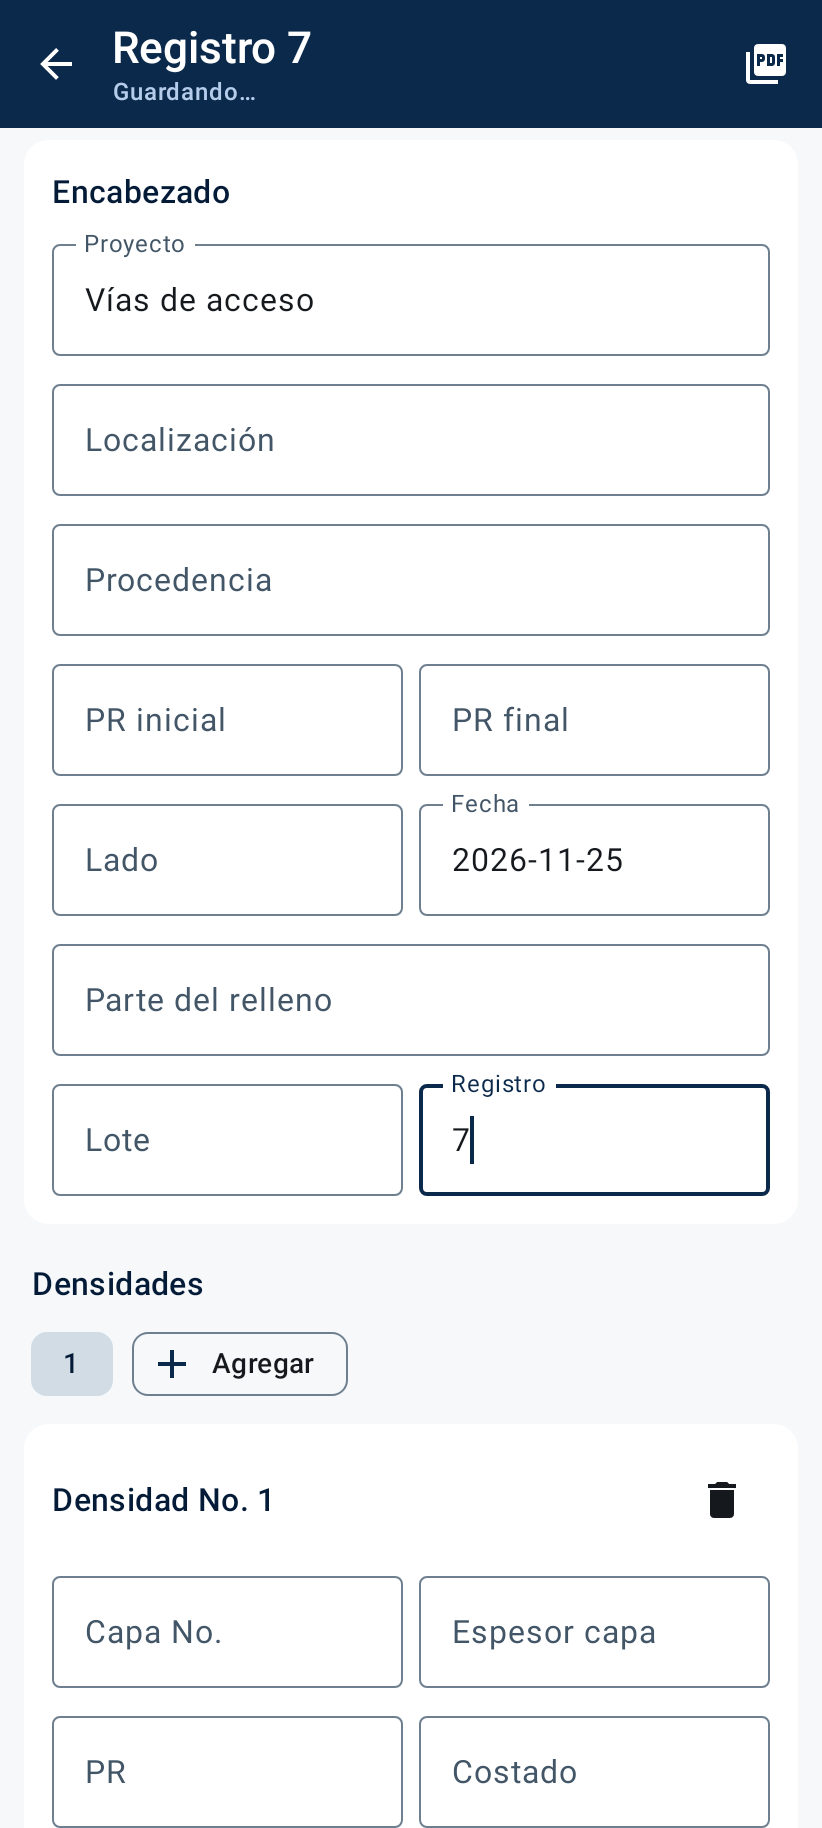 Registro 7
Guardando...
PDF
Encabezado
Proyecto
Vías de acceso
Localización
Procedencia
PR inicial
PR final
Lado
Fecha
2026-11-25
Parte del relleno
Lote
Registro
7
Densidades
1
Agregar
Densidad No. 1
Capa No.
Espesor capa
PR
Costado